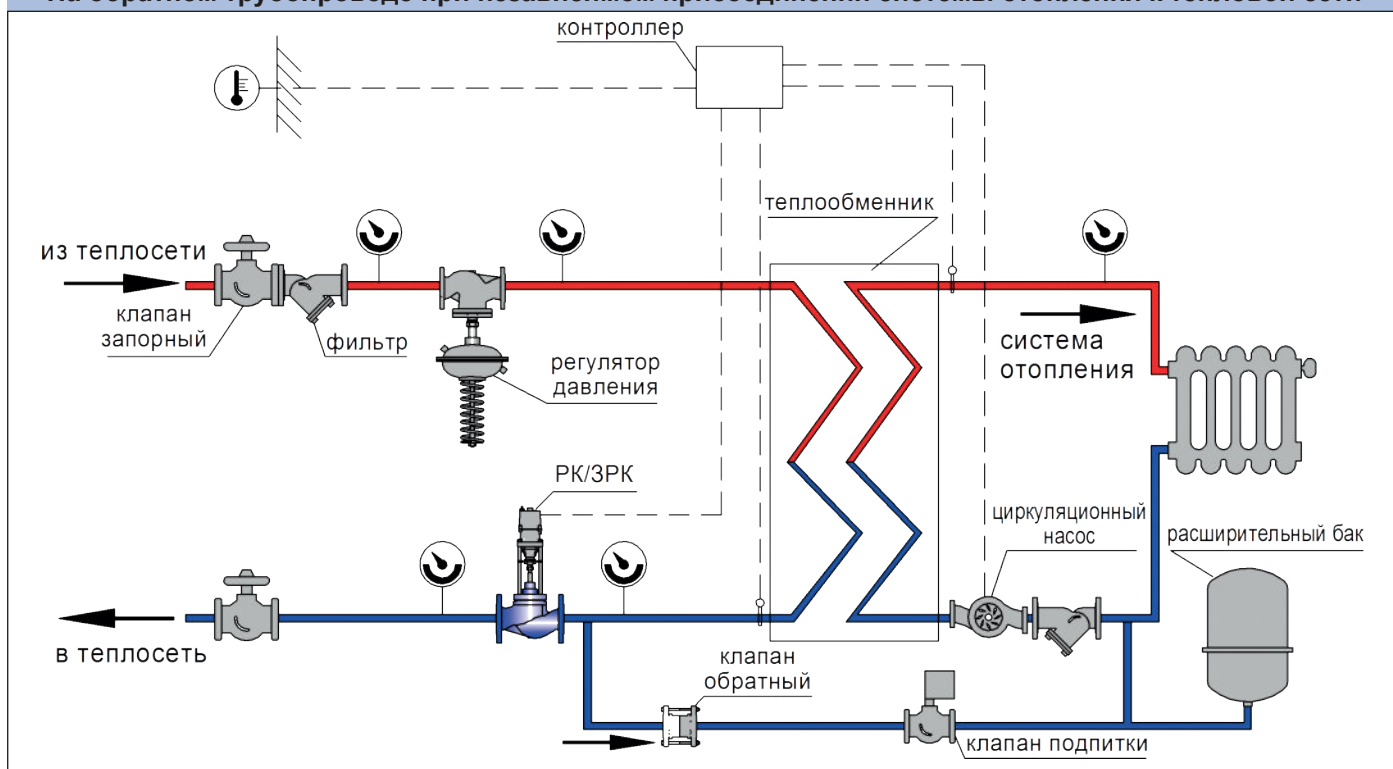 На обратном трубопроводе при независимом присоединении системы отопления к тепловой сети
контроллер
теплообменник
из теплосети
клапан
запорный
фильтр
регулятор
давления
система
отопления
РК/ЗРК
циркуляционный
насос
расширительный бак
в теплосеть
клапан
обратный
клапан подпитки